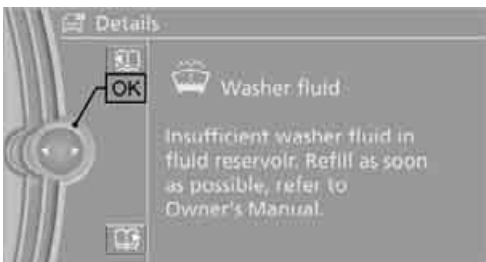 Details
OK
Washer fluid
Insufficient washer fluid in
fluid reservoir. Refill as soon
as possible, refer to
Owner's Manual.